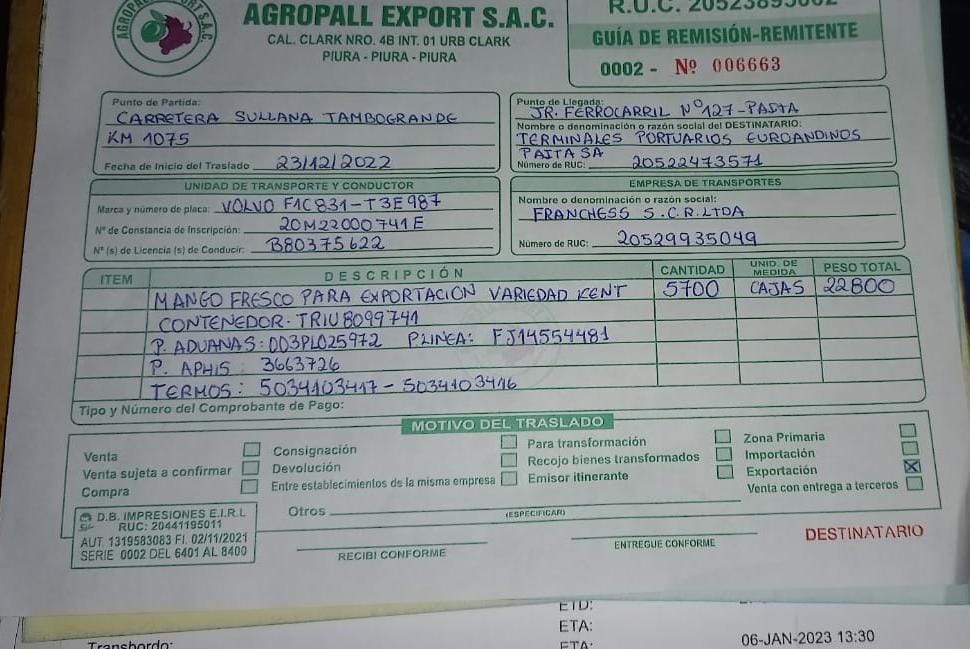 AGROPALL EXPORT S.A.C.
CAL. CLARK NRO. 4B INT. 01 URB CLARK
PIURA - PIURA - PIURA
GUÍA DE REMISIÓN-REMITENTE
0002 - Nº 006663
Punto de Partida:
CARRETERA SULLANA TAMBOGRANDE
KM 1075
Fecha de Inicio del Traslado 23/12/2022
Punto de Llegada:
JR. FERROCARRIL Nº127-PAITA
Nombre o denominación o razón social del DESTINATARIO:
TERMINALES PORTUARIOS EUROANDINOS
PAITA SA
Número de RUC: 20522473571
UNIDAD DE TRANSPORTE Y CONDUCTOR
Marca y número de placa: VOLVO F1C831-T3E987
Nº de Constancia de Inscripción: 20M22000741E
Nº (s) de Licencia (s) de Conducir: B80375622
EMPRESA DE TRANSPORTES
Nombre o denominación o razón social:
FRANCHESS S.C.R.LTDA
Número de RUC: 20529935049
ITEM DESCRIPCIÓN CANTIDAD UNID. DE MEDIDA PESO TOTAL
MANGO FRESCO PARA EXPORTACION VARIEDAD KENT 5700 CAJAS 22800
CONTENEDOR: TRIU8099741
P. ADUANAS: 003PL025972 P.LINEA: FJ14554481
P. APHIS: 3663726
TERMOS: 5034103417 - 5034103416
Tipo y Número del Comprobante de Pago:
MOTIVO DEL TRASLADO
Venta
Venta sujeta a confirmar
Compra
Consignación
Devolución
Entre establecimientos de la misma empresa
Para transformación
Recojo bienes transformados
Emisor itinerante
Zona Primaria
Importación
Exportación
Venta con entrega a terceros
Otros
(ESPECIFICAR)
D.B. IMPRESIONES E.I.R.L
RUC: 20441195011
AUT. 1319583083 FI. 02/11/2021
SERIE 0002 DEL 6401 AL 8400
RECIBI CONFORME
ENTREGUE CONFORME
DESTINATARIO
ETD:
ETA:
Transbordo:
ETA:
06-JAN-2023 13:30